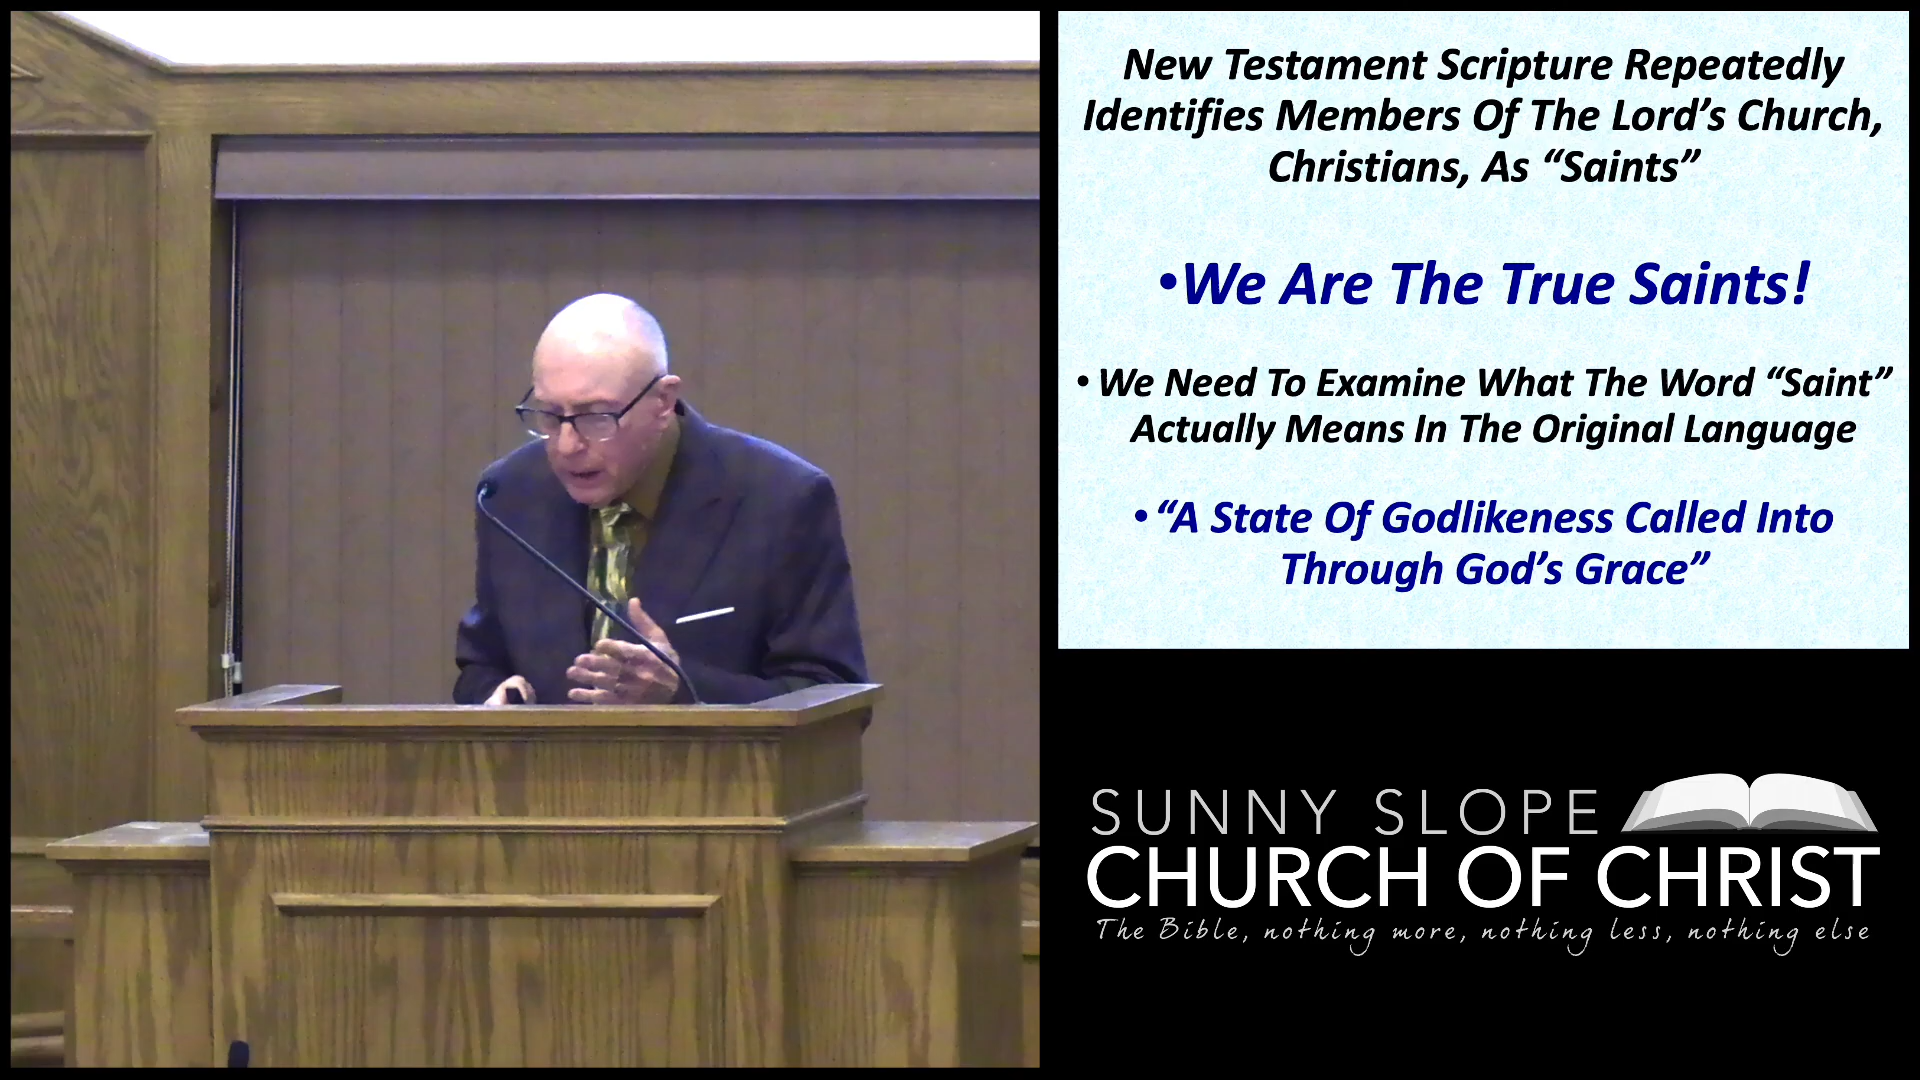 New Testament Scripture Repeatedly
Identifies Members Of The Lord’s Church,
Christians, As “Saints”
•We Are The True Saints!
• We Need To Examine What The Word “Saint”
Actually Means In The Original Language
• “A State Of Godlikeness Called Into
Through God’s Grace”
SUNNY SLOPE
CHURCH OF CHRIST
The Bible, nothing more, nothing less, nothing else